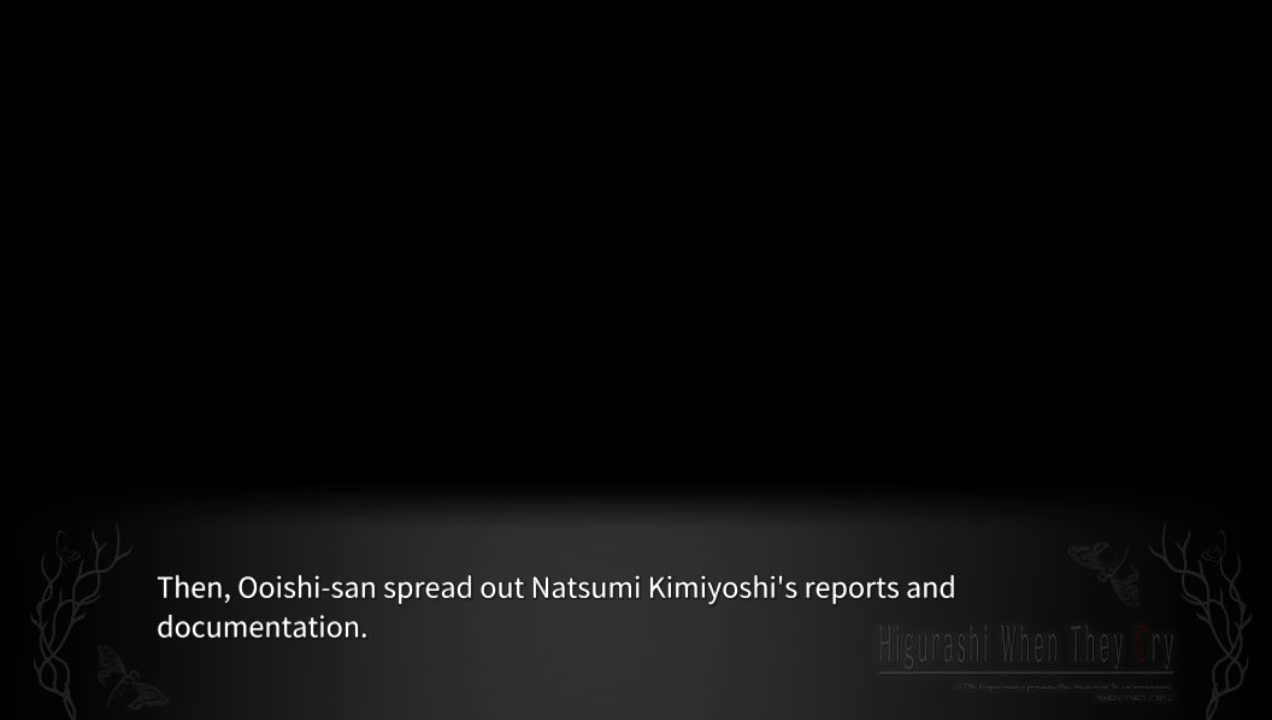 Then, Ooishi-san spread out Natsumi Kimiyoshi's reports and
documentation.
Higurashi When They Cry